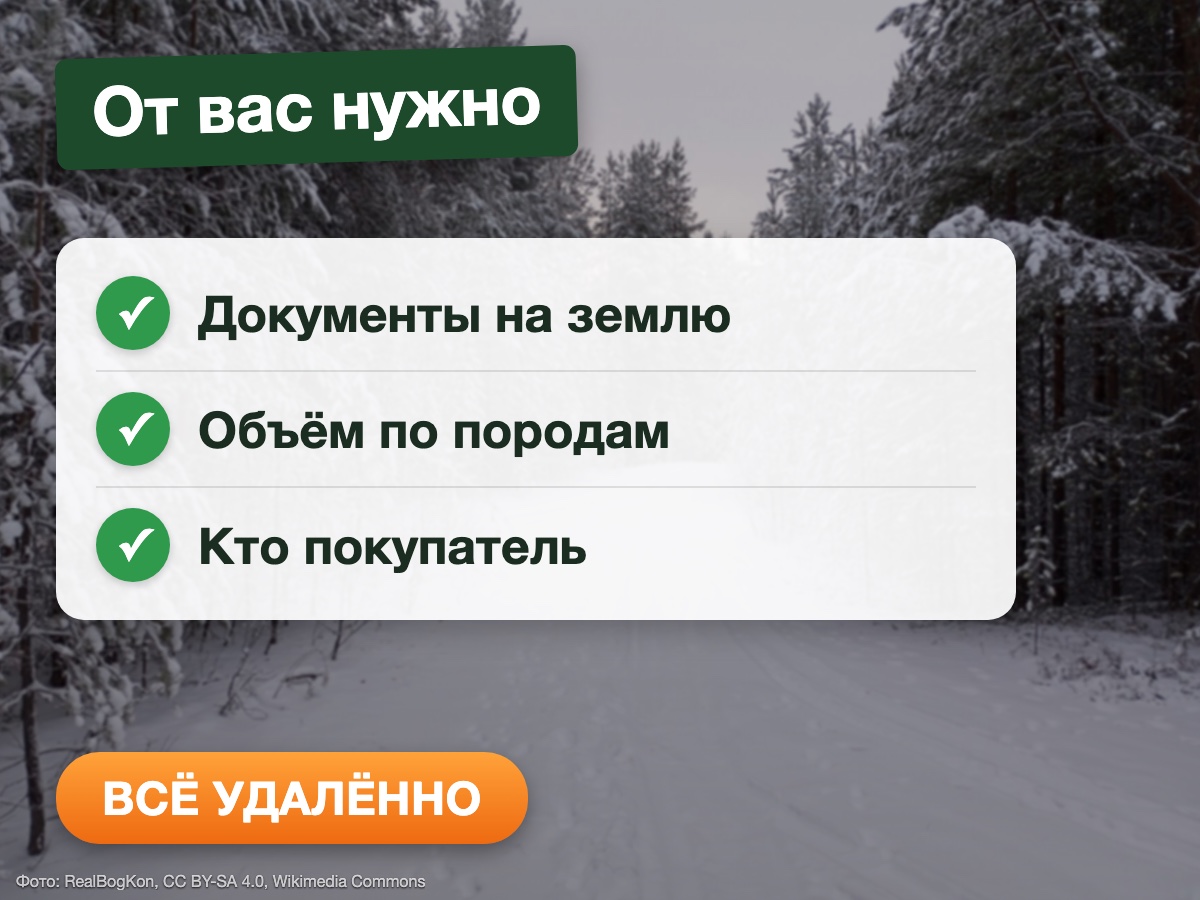 От вас нужно
Документы на землю
Объём по породам
Кто покупатель
ВСЁ УДАЛЁННО
Фото: RealBogKon, CC BY-SA 4.0, Wikimedia Commons